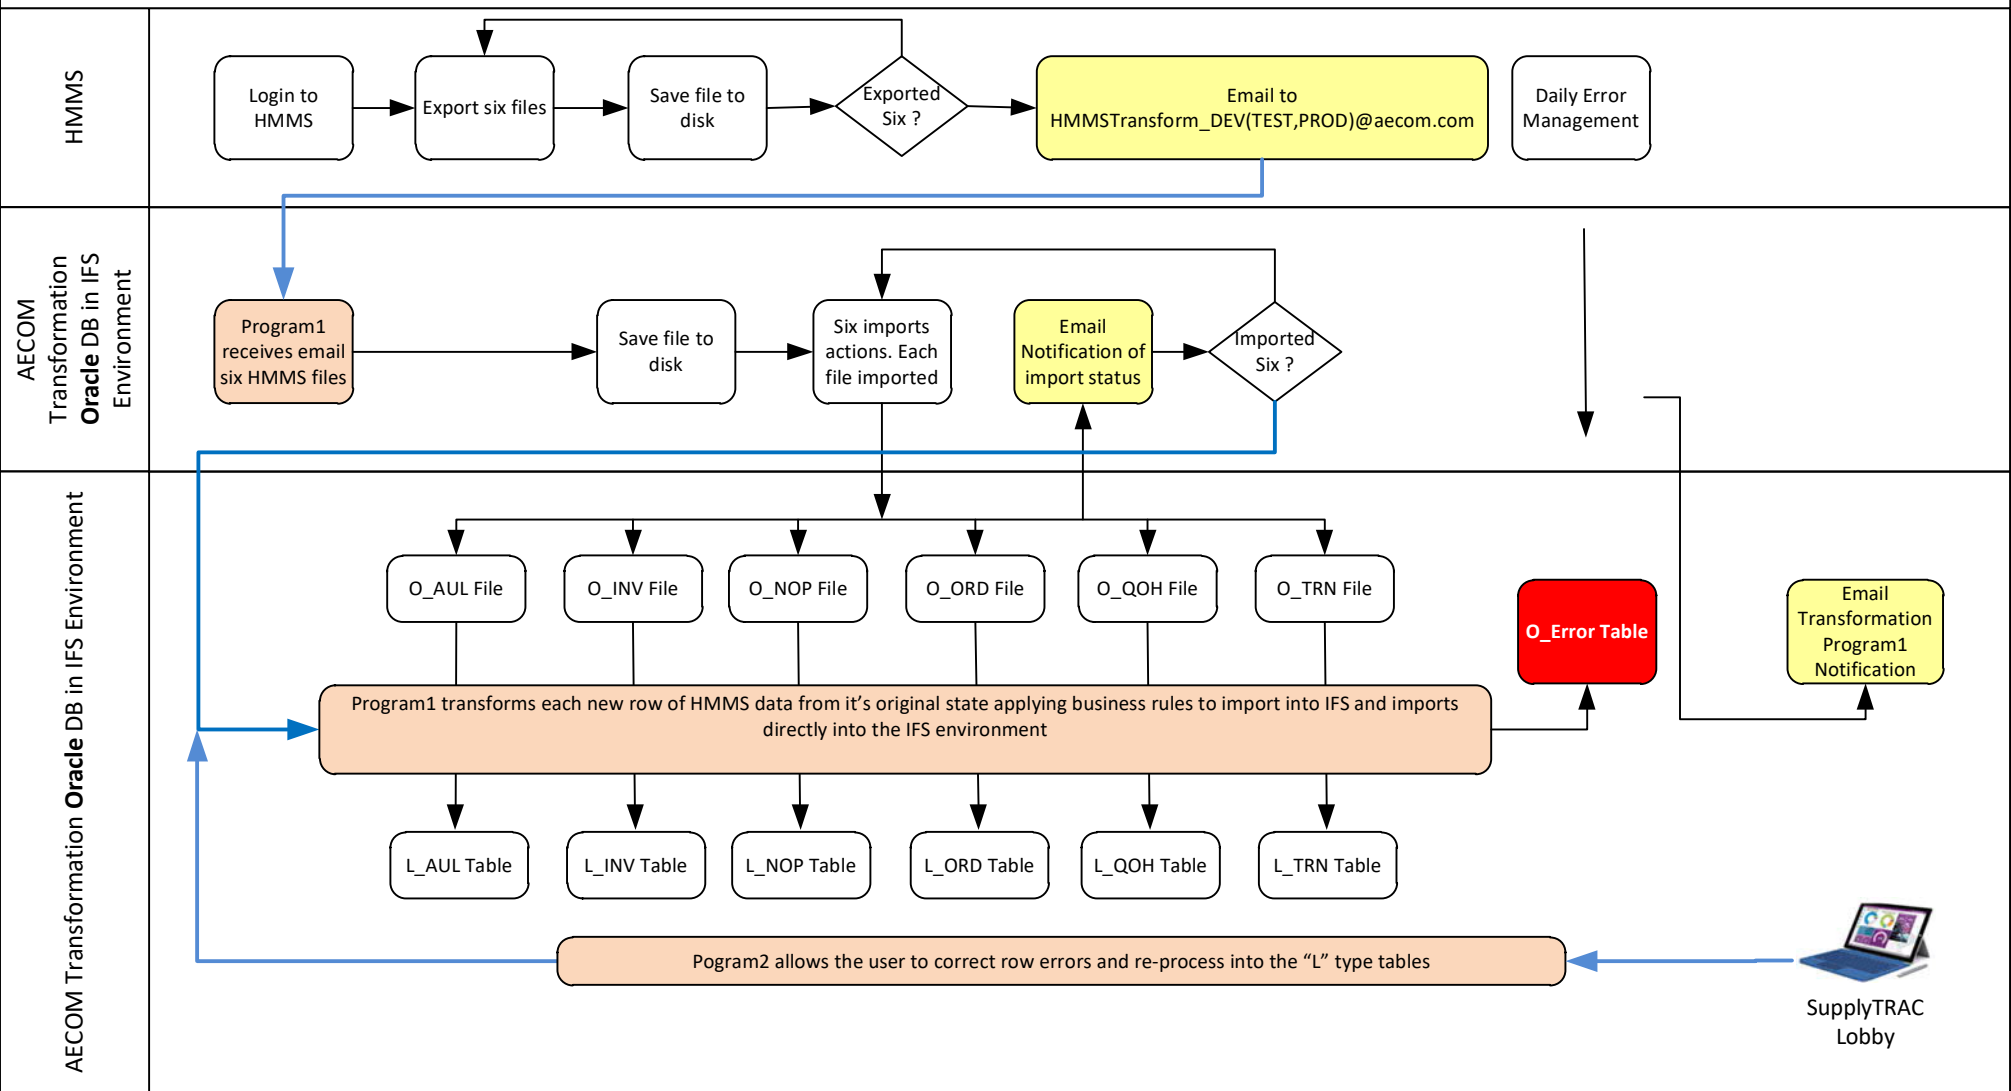 HMMS
Login to
HMMS
Export six files
Save file to
disk
Exported
Six ?
Email to
HMMSTransform_DEV(TEST,PROD)@aecom.com
Daily Error
Management
AECOM
Transformation
Oracle DB in IFS
Environment
Program1
receives email
six HMMS files
Save file to
disk
Six imports
actions. Each
file imported
Email
Notification of
import status
Imported
Six ?
AECOM Transformation Oracle DB in IFS Environment
O_AUL File
O_INV File
O_NOP File
O_ORD File
O_QOH File
O_TRN File
O_Error Table
Email
Transformation
Program1
Notification
Program1 transforms each new row of HMMS data from it’s original state applying business rules to import into IFS and imports
directly into the IFS environment
L_AUL Table
L_INV Table
L_NOP Table
L_ORD Table
L_QOH Table
L_TRN Table
Pogram2 allows the user to correct row errors and re-process into the “L” type tables
SupplyTRAC
Lobby